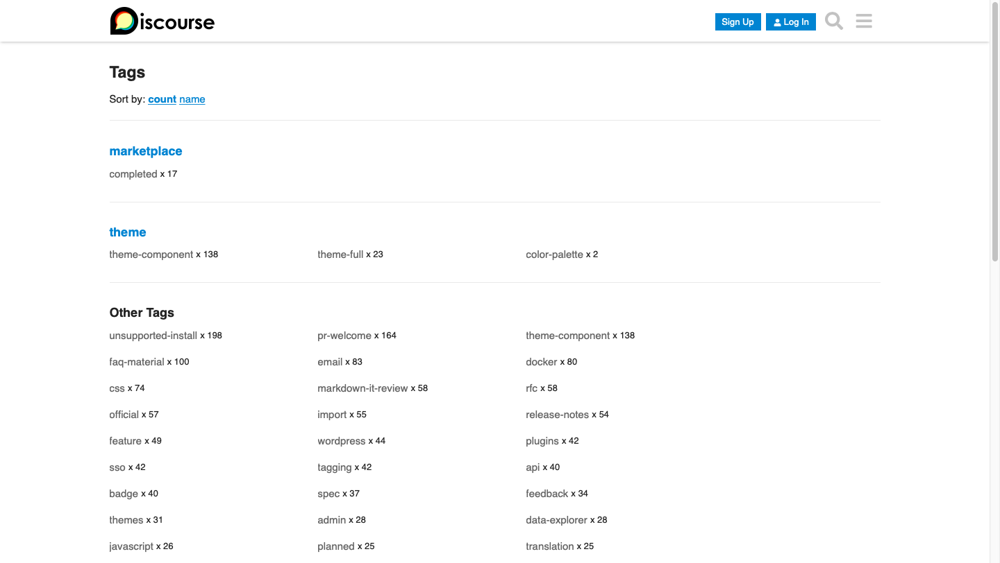 Discourse
Sign Up Log In
Tags
Sort by: count name
marketplace
completed x 17
theme
theme-component x 138 theme-full x 23 color-palette x 2
Other Tags
unsupported-install x 198 pr-welcome x 164 theme-component x 138
faq-material x 100 email x 83 docker x 80
css x 74 markdown-it-review x 58 rfc x 58
official x 57 import x 55 release-notes x 54
feature x 49 wordpress x 44 plugins x 42
sso x 42 tagging x 42 api x 40
badge x 40 spec x 37 feedback x 34
themes x 31 admin x 28 data-explorer x 28
javascript x 26 planned x 25 translation x 25